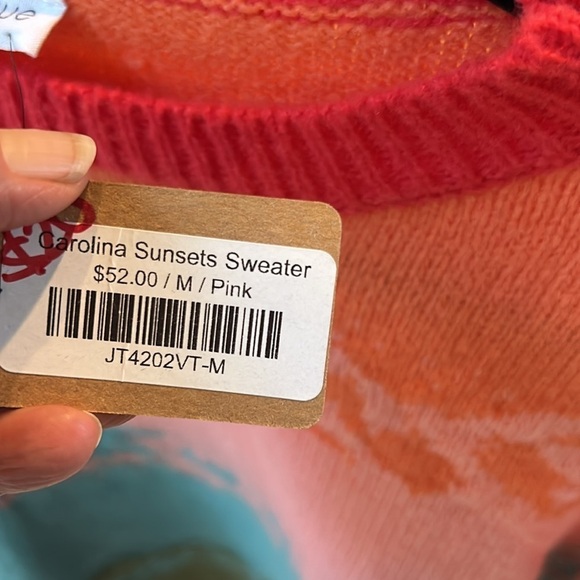 Carolina Sunsets Sweater
$52.00 / M / Pink
JT4202VT-M